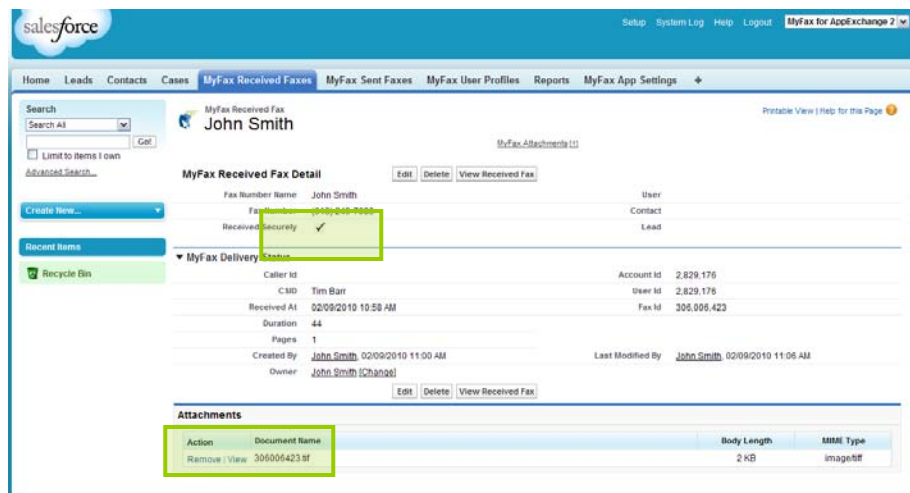 salesforce
Setup System Log Help Logout MyFax for AppExchange 2
Home Leads Contacts Cases MyFax Received Faxes MyFax Sent Faxes MyFax User Profiles Reports MyFax App Settings +
Search
Search All
Go!
Limit to items I own
Advanced Search...
Create New...
Recent Items
Recycle Bin
MyFax Received Fax
John Smith
Printable View | Help for this Page
MyFax Attachments [1]
MyFax Received Fax Detail Edit Delete View Received Fax
Fax Number Name John Smith User
Fax Number Contact
Received Securely ✓ Lead
MyFax Delivery Status
Caller Id Account Id 2,829,176
CSID Tim Barr User Id 2,829,176
Received At 02/09/2010 10:58 AM Fax Id 306,006,423
Duration 44
Pages 1
Created By John Smith, 02/09/2010 11:00 AM Last Modified By John Smith, 02/09/2010 11:06 AM
Owner John Smith [Change]
Edit Delete View Received Fax
Attachments
Action Document Name Body Length MIME Type
Remove | View 306006423.tif 2 KB image/tiff